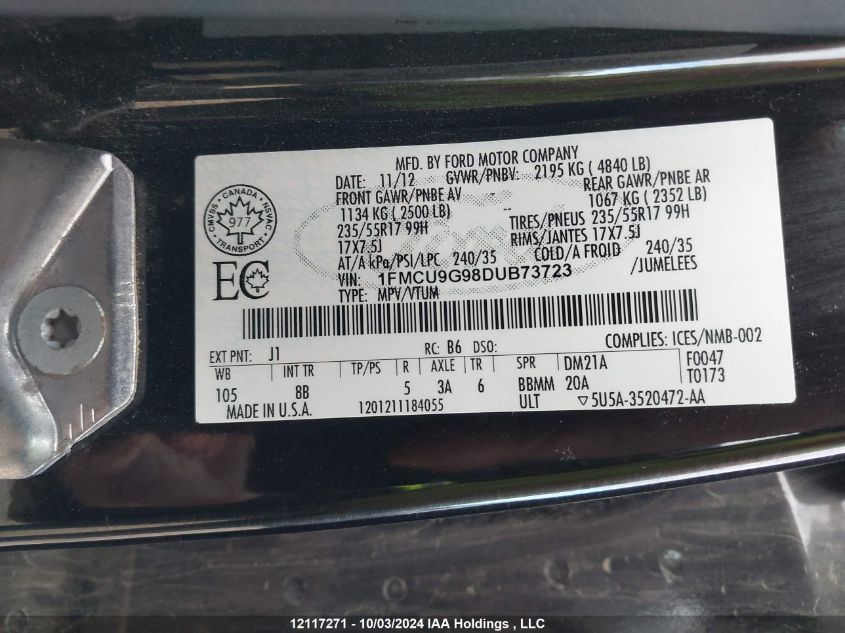 MFD. BY FORD MOTOR COMPANY
DATE: 11/12 GVWR/PNBV: 2195 KG ( 4840 LB)
FRONT GAWR/PNBE AV - REAR GAWR/PNBE AR
1134 KG ( 2500 LB) 1067 KG ( 2352 LB)
235/55R17 99H TIRES/PNEUS 235/55R17 99H
17X7.5J RIMS/JANTES 17X7.5J
AT/A kPa/PSI/LPC 240/35 COLD/A FROID 240/35
VIN: 1FMCU9G98DUB73723 /JUMELEES
TYPE: MPV/VTUM
CANADA
CMVSS NSVAC
977
TRANSPORT
EC
COMPLIES: ICES/NMB-002
EXT PNT: J1 RC: B6 DSO:
WB INT TR TP/PS R AXLE TR SPR DM21A F0047
105 8B 5 3A 6 BBMM 20A T0173
MADE IN U.S.A. 1201211184055 ULT ▽5U5A-3520472-AA
12117271 - 10/03/2024 IAA Holdings , LLC